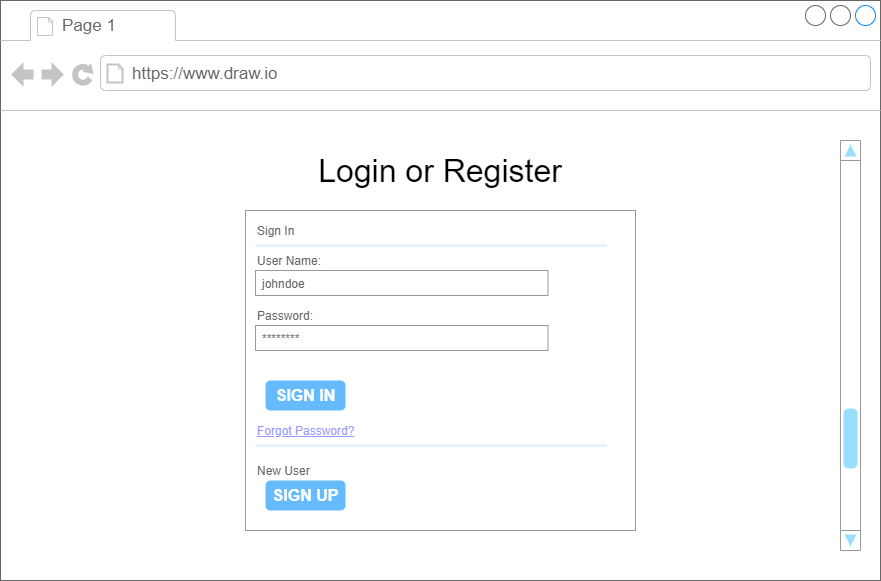 Page 1
https://www.draw.io
Login or Register
Sign In
User Name:
johndoe
Password:
********
SIGN IN
Forgot Password?
New User
SIGN UP